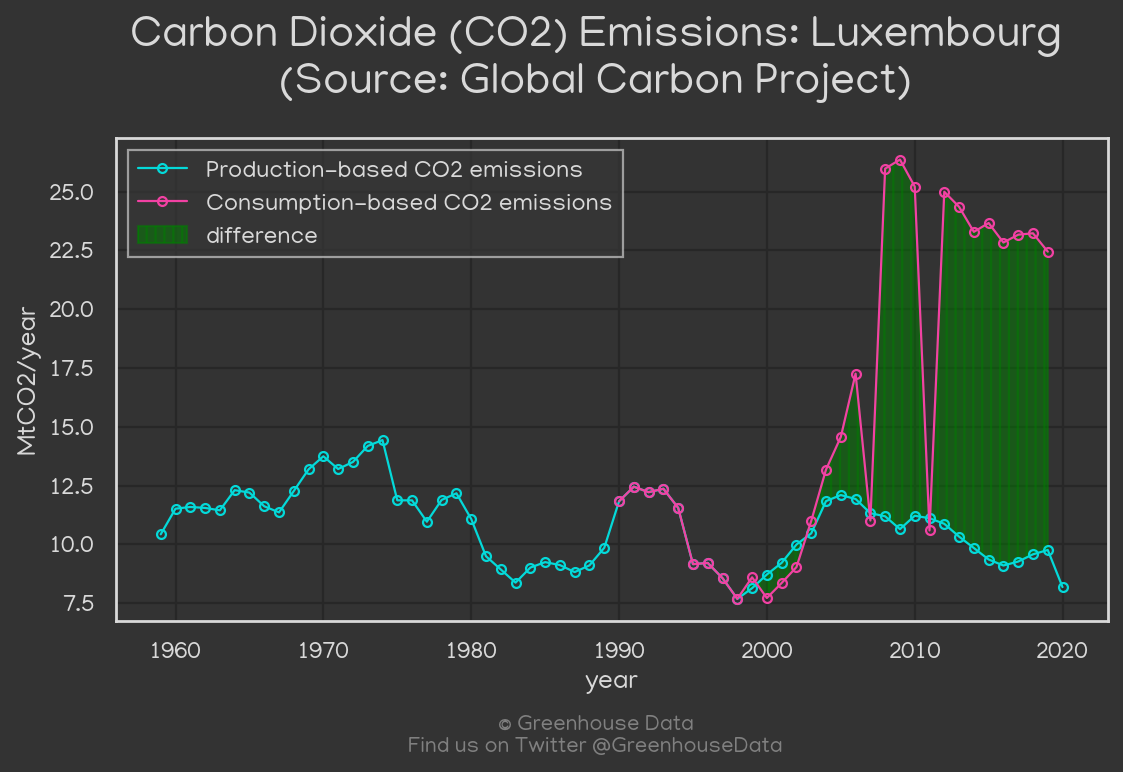 Carbon Dioxide (CO2) Emissions: Luxembourg
(Source: Global Carbon Project)
Production-based CO2 emissions
Consumption-based CO2 emissions
difference
MtCO2/year
25.0
22.5
20.0
17.5
15.0
12.5
10.0
7.5
1960 1970 1980 1990 2000 2010 2020
year
© Greenhouse Data
Find us on Twitter @GreenhouseData